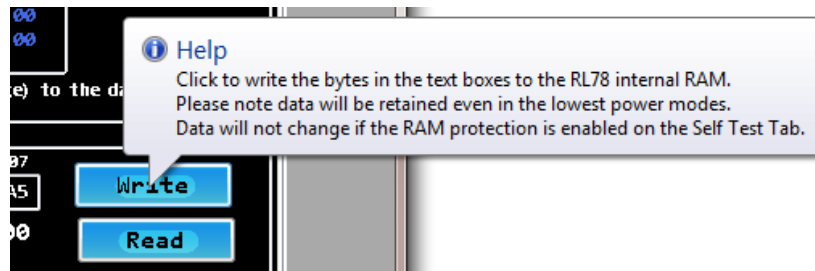 00
00
Help
Click to write the bytes in the text boxes to the RL78 internal RAM.
Please note data will be retained even in the lowest power modes.
Data will not change if the RAM protection is enabled on the Self Test Tab.
to the
07
A5
Write
Read